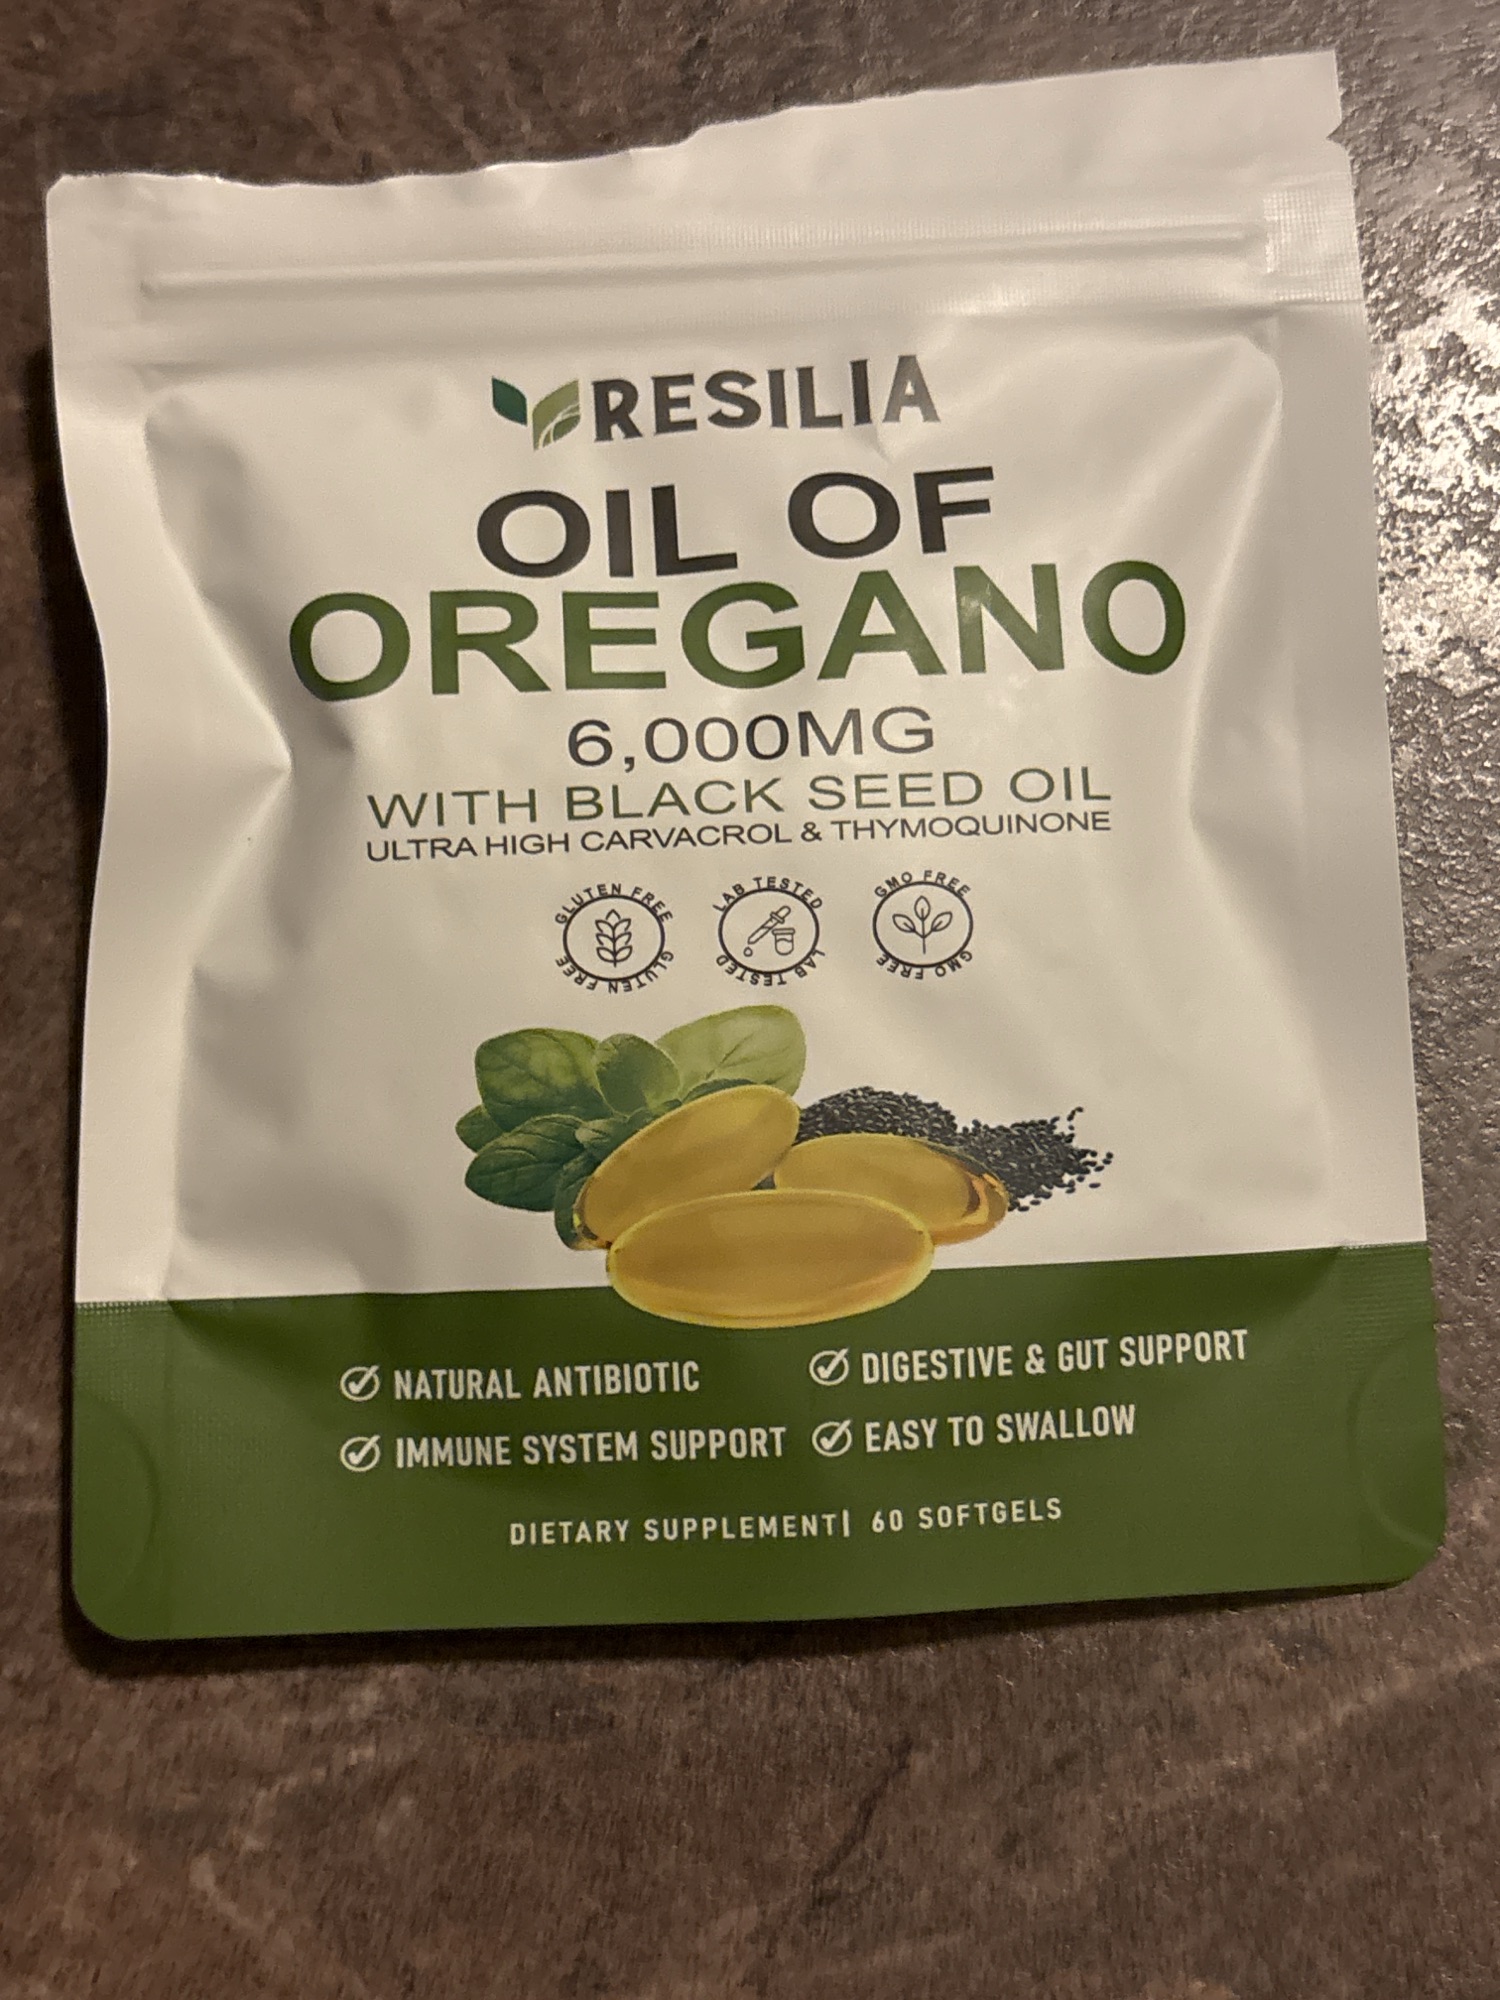 RESILIA
OIL OF
OREGANO
6,000MG
WITH BLACK SEED OIL
ULTRA HIGH CARVACROL & THYMOQUINONE
GLUTEN FREE GLUTEN FREE
LAB TESTED LAB TESTED
GMO FREE GMO FREE
NATURAL ANTIBIOTIC
DIGESTIVE & GUT SUPPORT
IMMUNE SYSTEM SUPPORT
EASY TO SWALLOW
DIETARY SUPPLEMENT| 60 SOFTGELS